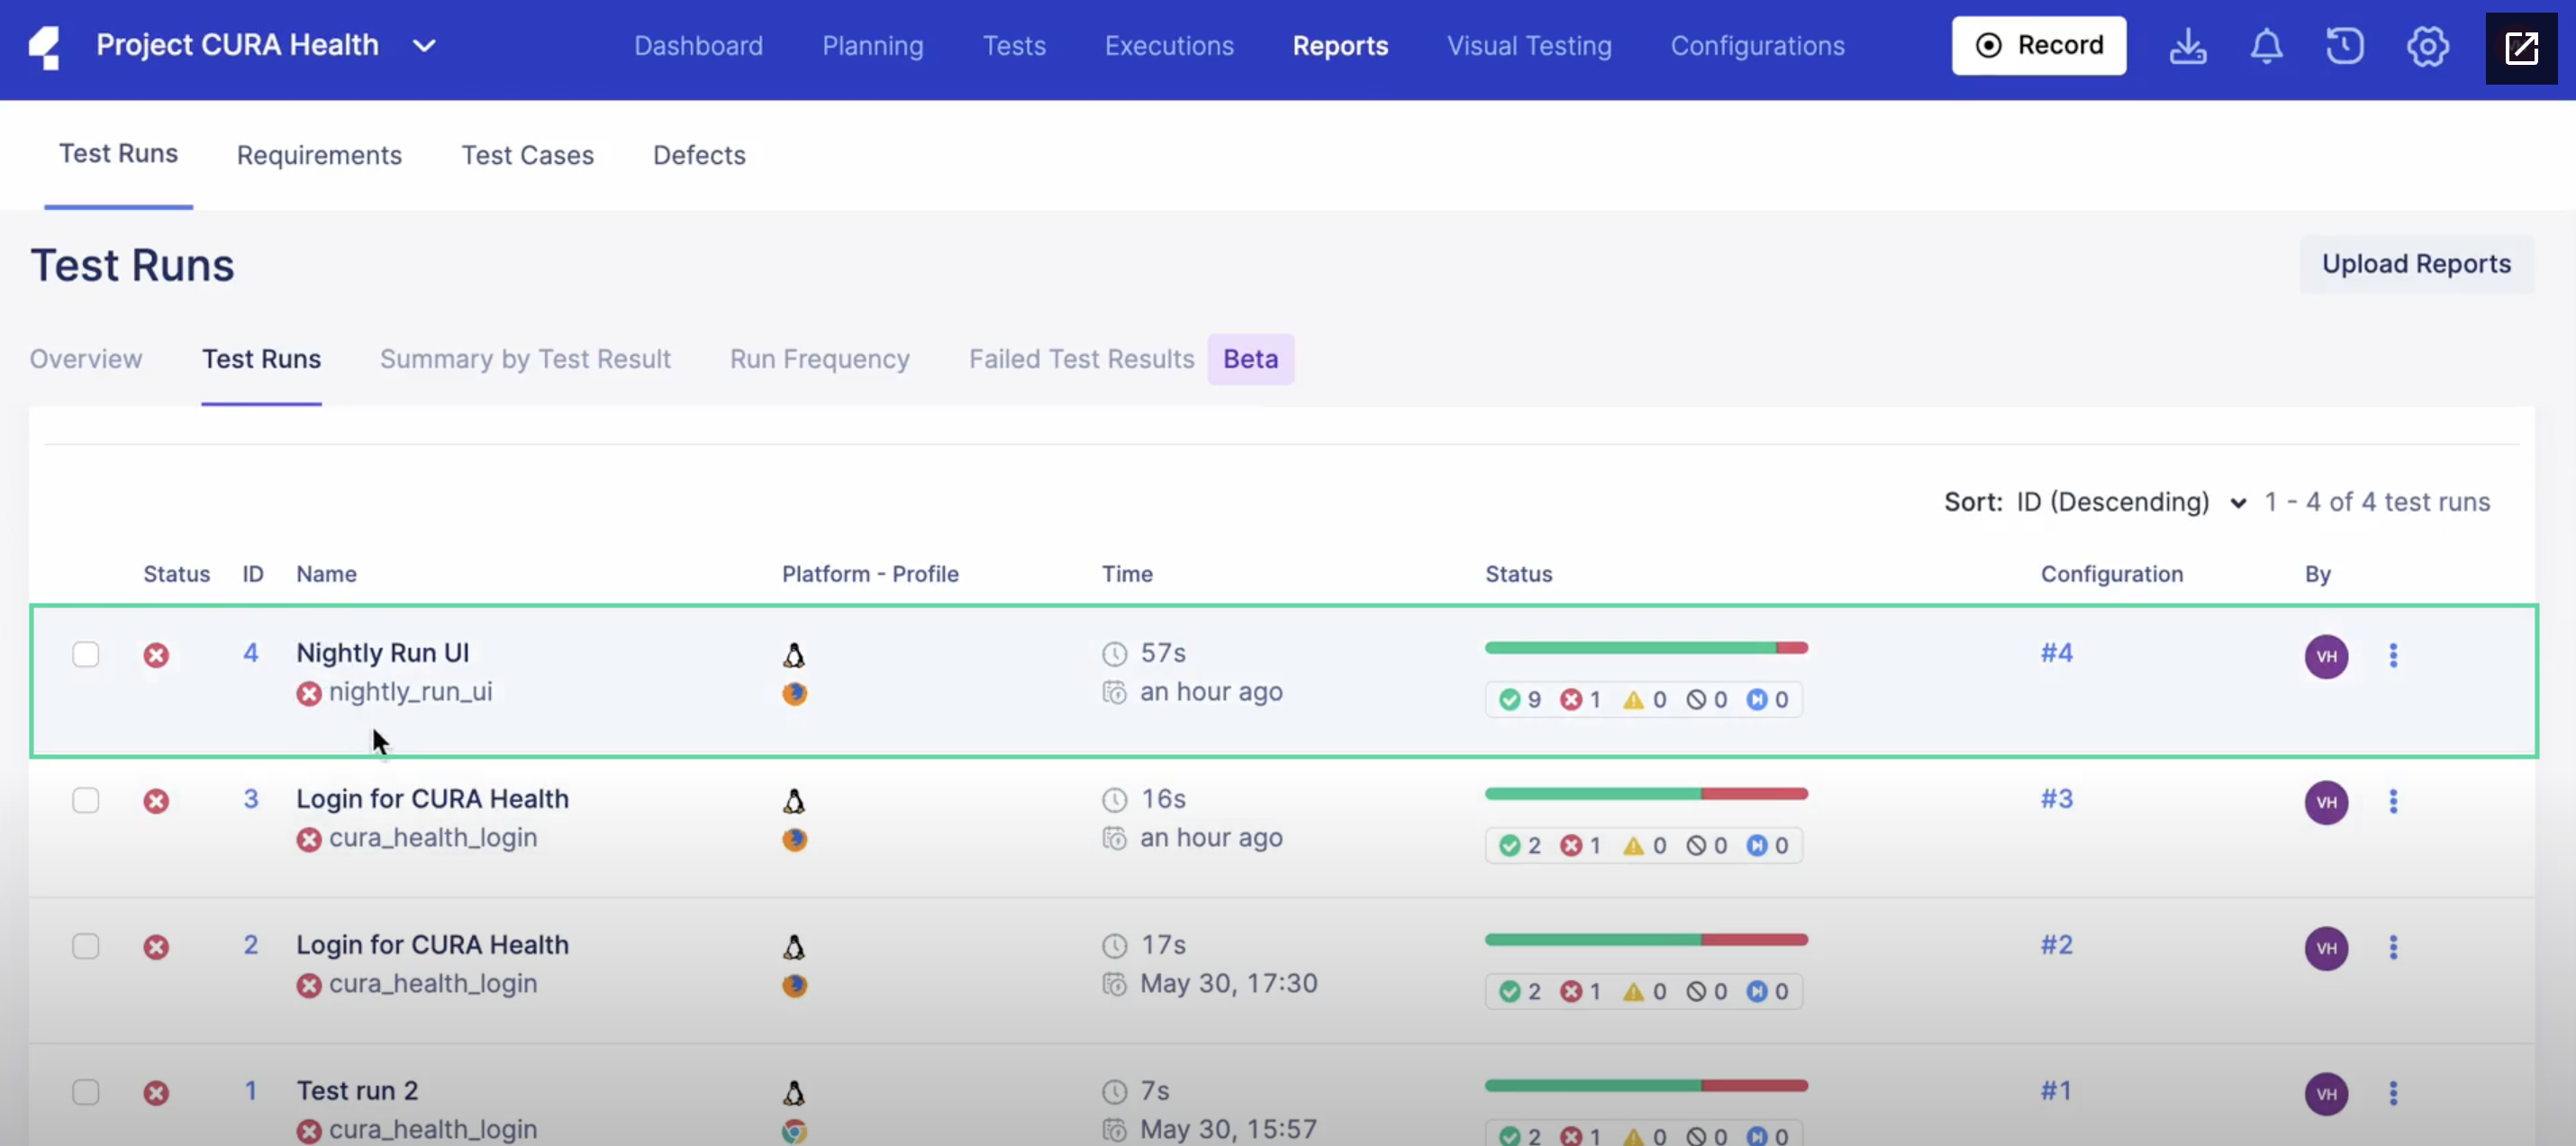 Project CURA Health
Dashboard Planning Tests Executions Reports Visual Testing Configurations Record
Test Runs Requirements Test Cases Defects
Test Runs
Upload Reports
Overview Test Runs Summary by Test Result Run Frequency Failed Test Results Beta
Sort: ID (Descending) 1 - 4 of 4 test runs
Status ID Name Platform - Profile Time Status Configuration By
4 Nightly Run UI 57s #4 VH
nightly_run_ui an hour ago 9 1 0 0 0
3 Login for CURA Health 16s #3 VH
cura_health_login an hour ago 2 1 0 0 0
2 Login for CURA Health 17s #2 VH
cura_health_login May 30, 17:30 2 1 0 0 0
1 Test run 2 7s #1 VH
cura_health_login May 30, 15:57 2 1 0 0 0